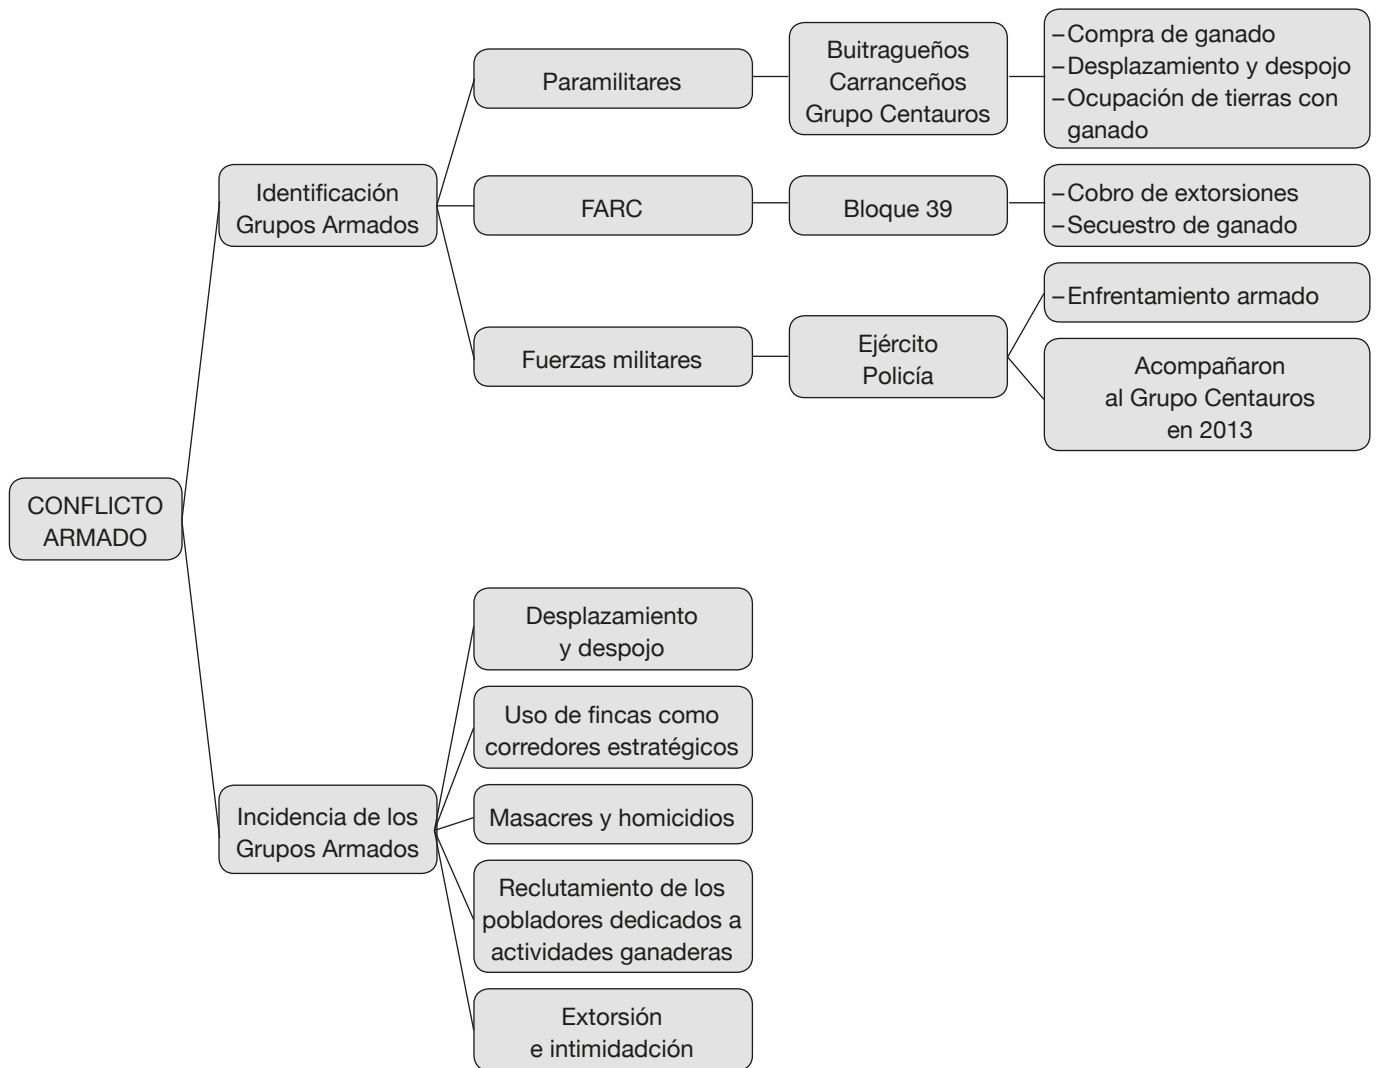 CONFLICTO
ARMADO
Identificación
Grupos Armados
Paramilitares
Buitragueños
Carranceños
Grupo Centauros
–Compra de ganado
–Desplazamiento y despojo
–Ocupación de tierras con
ganado
FARC
Bloque 39
–Cobro de extorsiones
–Secuestro de ganado
Fuerzas militares
Ejército
Policía
–Enfrentamiento armado
Acompañaron
al Grupo Centauros
en 2013
Incidencia de los
Grupos Armados
Desplazamiento
y despojo
Uso de fincas como
corredores estratégicos
Masacres y homicidios
Reclutamiento de los
pobladores dedicados a
actividades ganaderas
Extorsión
e intimidadción